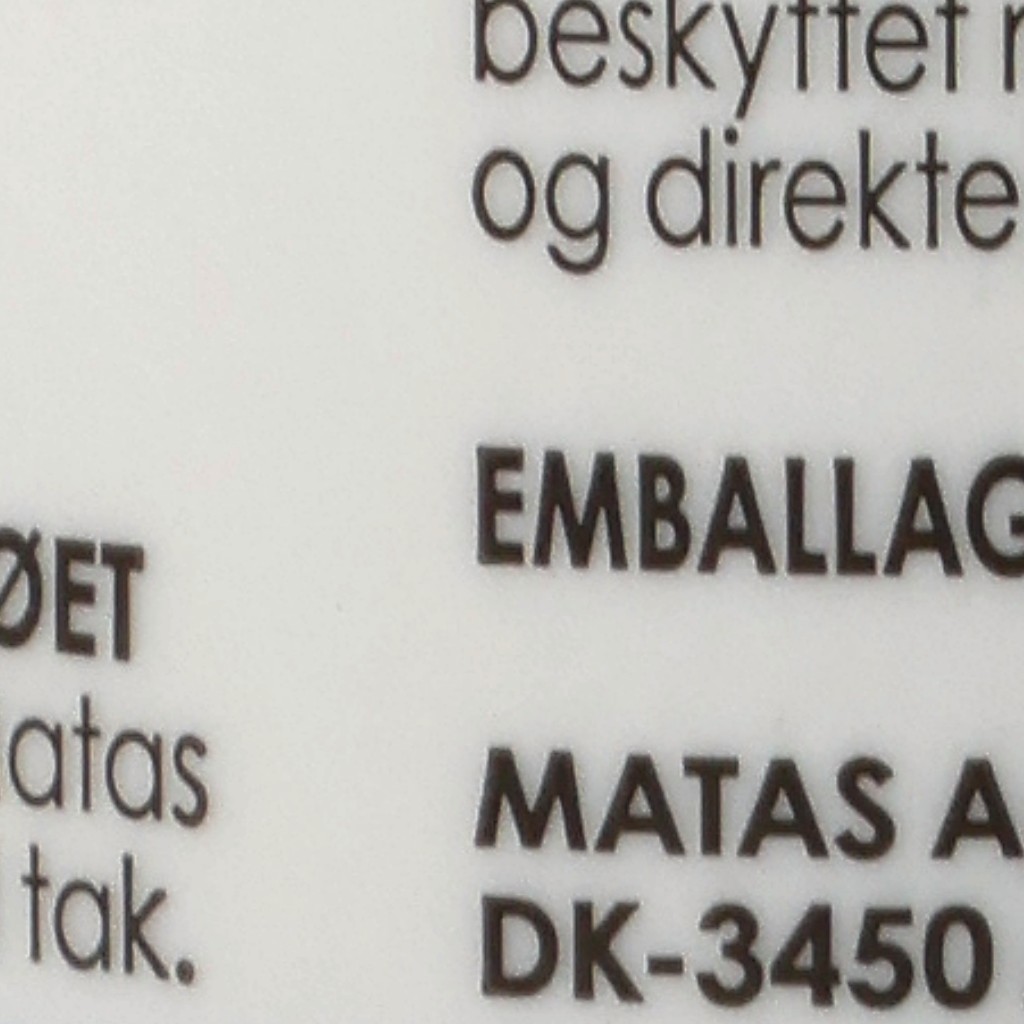 ØET
atas
tak.
beskyttet
og direkte
EMBALLAG
MATAS A
DK-3450